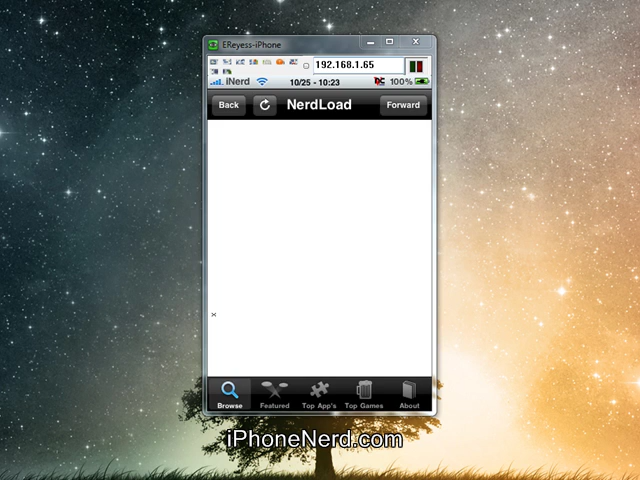 EReyess-iPhone
192.168.1.65
iNerd 10/25 - 10:23 100%
Back NerdLoad Forward
x
Browse Featured Top App's Top Games About
iPhoneNerd.com